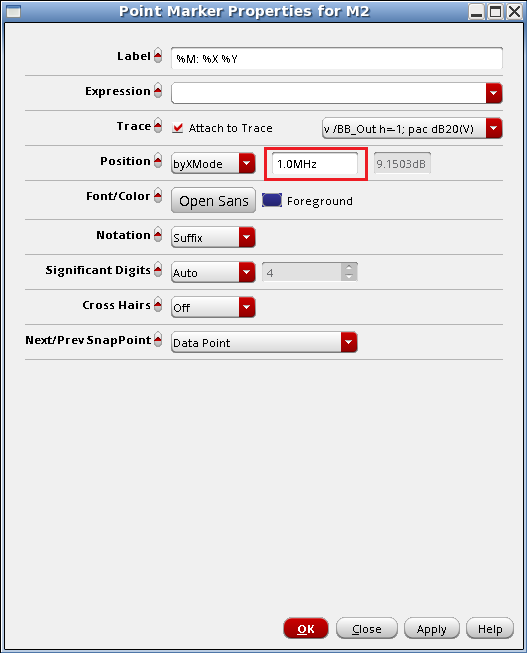 Point Marker Properties for M2
Label %M: %X %Y
Expression
Trace Attach to Trace v /BB_Out h=-1; pac dB20(V)
Position byXMode 1.0MHz 9.1503dB
Font/Color Open Sans Foreground
Notation Suffix
Significant Digits Auto 4
Cross Hairs Off
Next/Prev SnapPoint Data Point
OK Close Apply Help